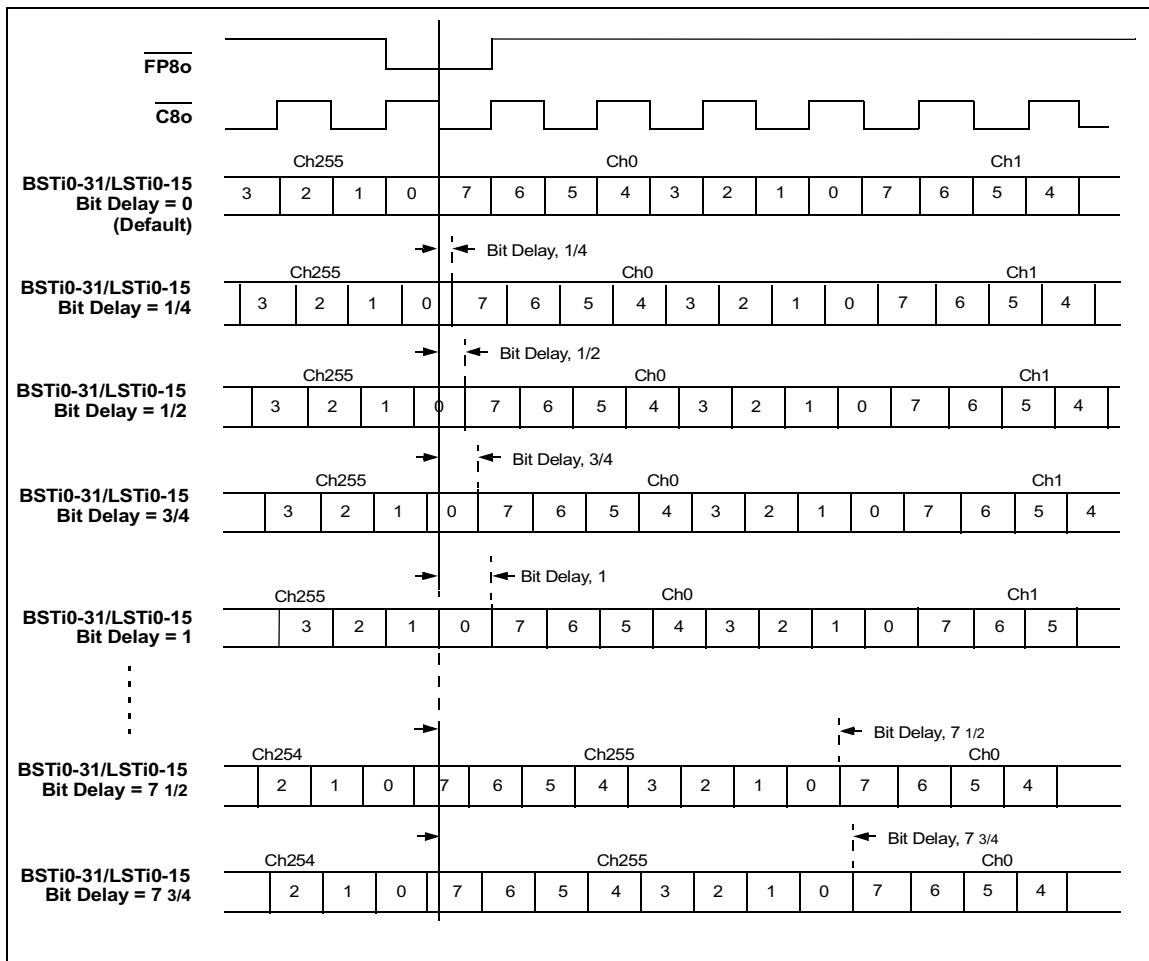 FP8o
C8o
Ch255 Ch0 Ch1
BSTi0-31/LSTi0-15
Bit Delay = 0
(Default)
3 2 1 0 7 6 5 4 3 2 1 0 7 6 5 4
Bit Delay, 1/4
Ch255 Ch0 Ch1
BSTi0-31/LSTi0-15
Bit Delay = 1/4
3 2 1 0 7 6 5 4 3 2 1 0 7 6 5 4
Bit Delay, 1/2
Ch255 Ch0 Ch1
BSTi0-31/LSTi0-15
Bit Delay = 1/2
3 2 1 0 7 6 5 4 3 2 1 0 7 6 5 4
Bit Delay, 3/4
Ch255 Ch0 Ch1
BSTi0-31/LSTi0-15
Bit Delay = 3/4
3 2 1 0 7 6 5 4 3 2 1 0 7 6 5 4
Bit Delay, 1
Ch255 Ch0 Ch1
BSTi0-31/LSTi0-15
Bit Delay = 1
3 2 1 0 7 6 5 4 3 2 1 0 7 6 5
Bit Delay, 7 1/2
Ch254 Ch255 Ch0
BSTi0-31/LSTi0-15
Bit Delay = 7 1/2
2 1 0 7 6 5 4 3 2 1 0 7 6 5 4
Bit Delay, 7 3/4
Ch254 Ch255 Ch0
BSTi0-31/LSTi0-15
Bit Delay = 7 3/4
2 1 0 7 6 5 4 3 2 1 0 7 6 5 4